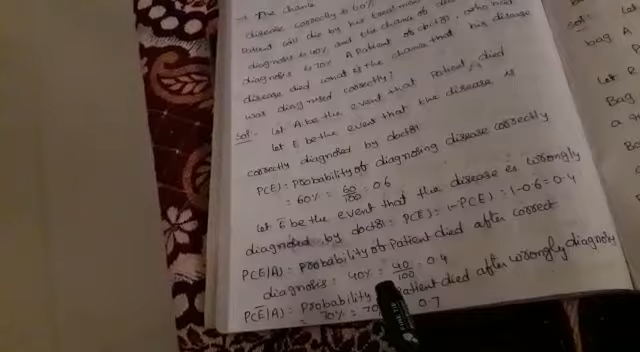 → The chance
disease correctly is 60%
Patient will die by his treatment
diagnosis is 40% and the chance of
diagnosis is 70%. A Patient of doctor, who had
disease died what is the chance that his disease
was diagnosed correctly?
Sol:- Let A be the event that Patient died
Let E be the event that the disease is
correctly diagnosed by doctor
P(E) = Probability of diagnosing disease correctly
= 60% = 60/100 = 0.6
Let Ē be the event that the disease is wrongly
diagnosed by doctor = P(Ē) = 1-P(E) = 1-0.6 = 0.4
P(E/A) = Probability of Patient died after correct
diagnosis = 40% = 40/100 = 0.4
P(E/A) = Probability Patient died after wrongly diagnosis
= 70% = 0.7
Sol:
bag A
Let
Bag
a